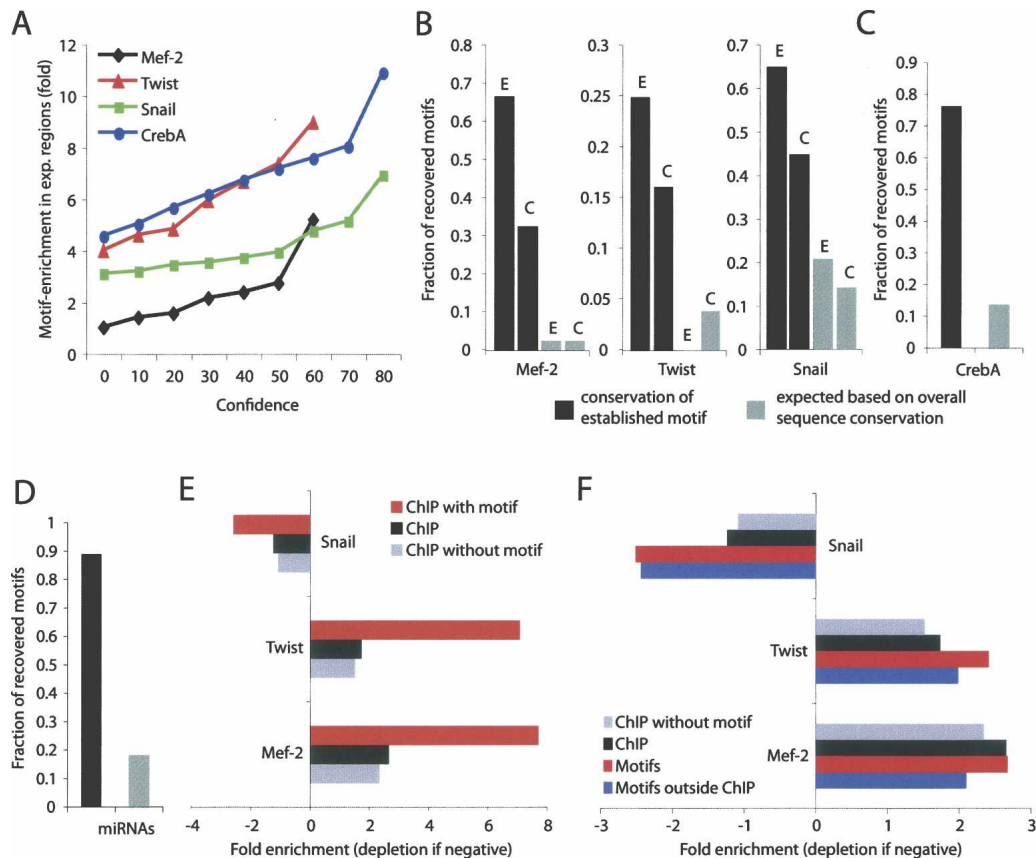 A
Motif-enrichment in exp. regions (fold)
12
10
8
6
4
2
0
Mef-2
Twist
Snail
CrebA
0 10 20 30 40 50 60 70 80
Confidence
B
Fraction of recovered motifs
0.8
0.7
0.6
0.5
0.4
0.3
0.2
0.1
0
E
C
E
C
Mef-2
0.3
0.25
0.2
0.15
0.1
0.05
0
E
C
E
C
Twist
0.7
0.6
0.5
0.4
0.3
0.2
0.1
0
E
C
E
C
Snail
C
Fraction of recovered motifs
0.9
0.8
0.7
0.6
0.5
0.4
0.3
0.2
0.1
0
CrebA
conservation of
established motif
expected based on overall
sequence conservation
D
Fraction of recovered motifs
1
0.9
0.8
0.7
0.6
0.5
0.4
0.3
0.2
0.1
0
miRNAs
E
ChIP with motif
ChIP
ChIP without motif
Snail
Twist
Mef-2
-4 -2 0 2 4 6 8
Fold enrichment (depletion if negative)
F
Snail
Twist
Mef-2
ChIP without motif
ChIP
Motifs
Motifs outside ChIP
-3 -2 -1 0 1 2 3
Fold enrichment (depletion if negative)